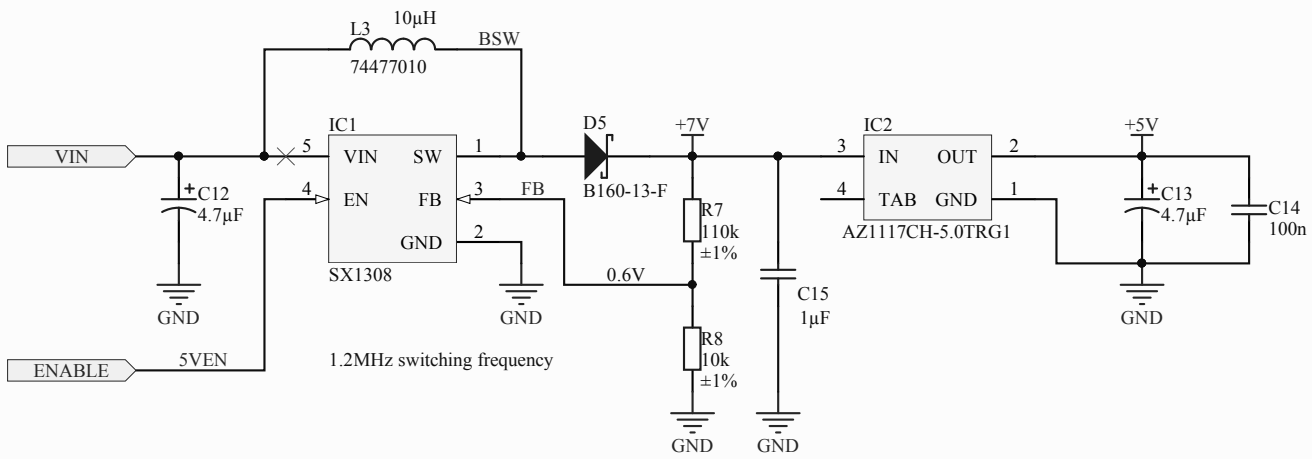 10µH
L3
BSW
74477010
IC1
D5
+7V
IC2
+5V
VIN
5
VIN
SW
1
3
IN
OUT
2
C12
4.7µF
4
EN
FB
3
FB
B160-13-F
R7
110k
±1%
4
TAB
GND
1
C13
4.7µF
C14
100n
GND
2
AZ1117CH-5.0TRG1
SX1308
0.6V
C15
1µF
GND
GND
GND
ENABLE
5VEN
1.2MHz switching frequency
R8
10k
±1%
GND
GND